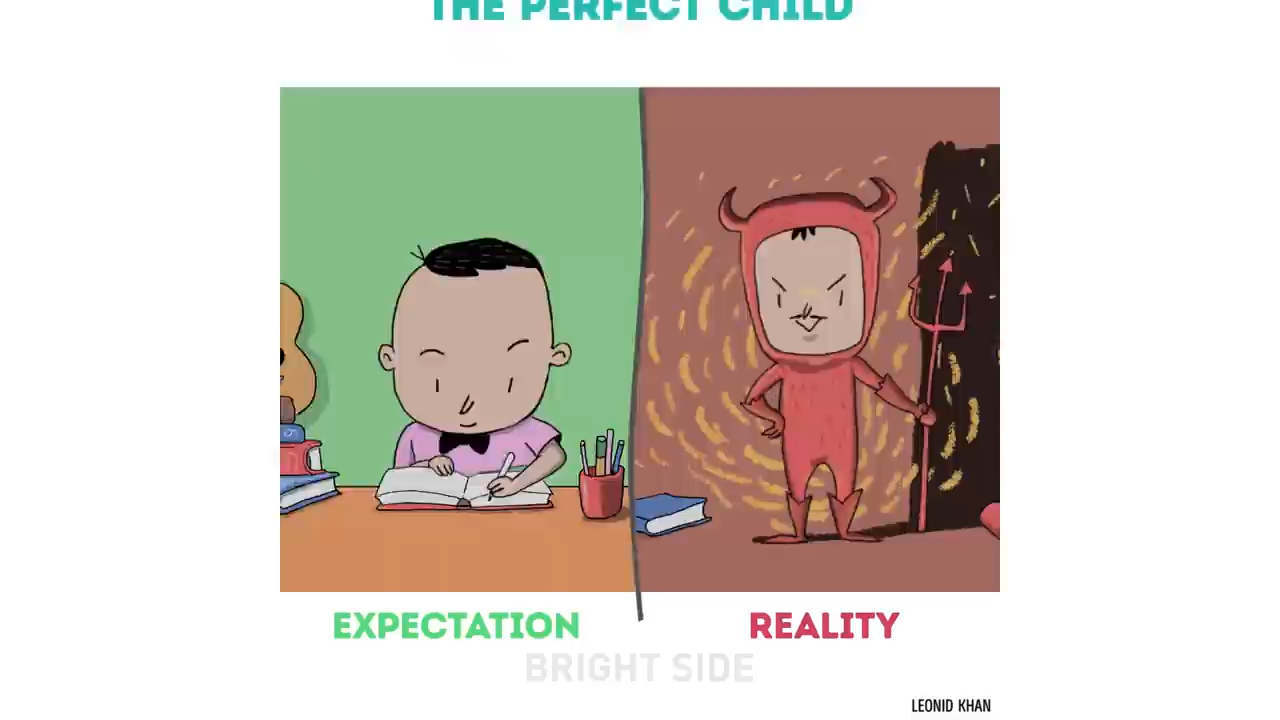 THE PERFECT CHILD
EXPECTATION
REALITY
BRIGHT SIDE
LEONID KHAN